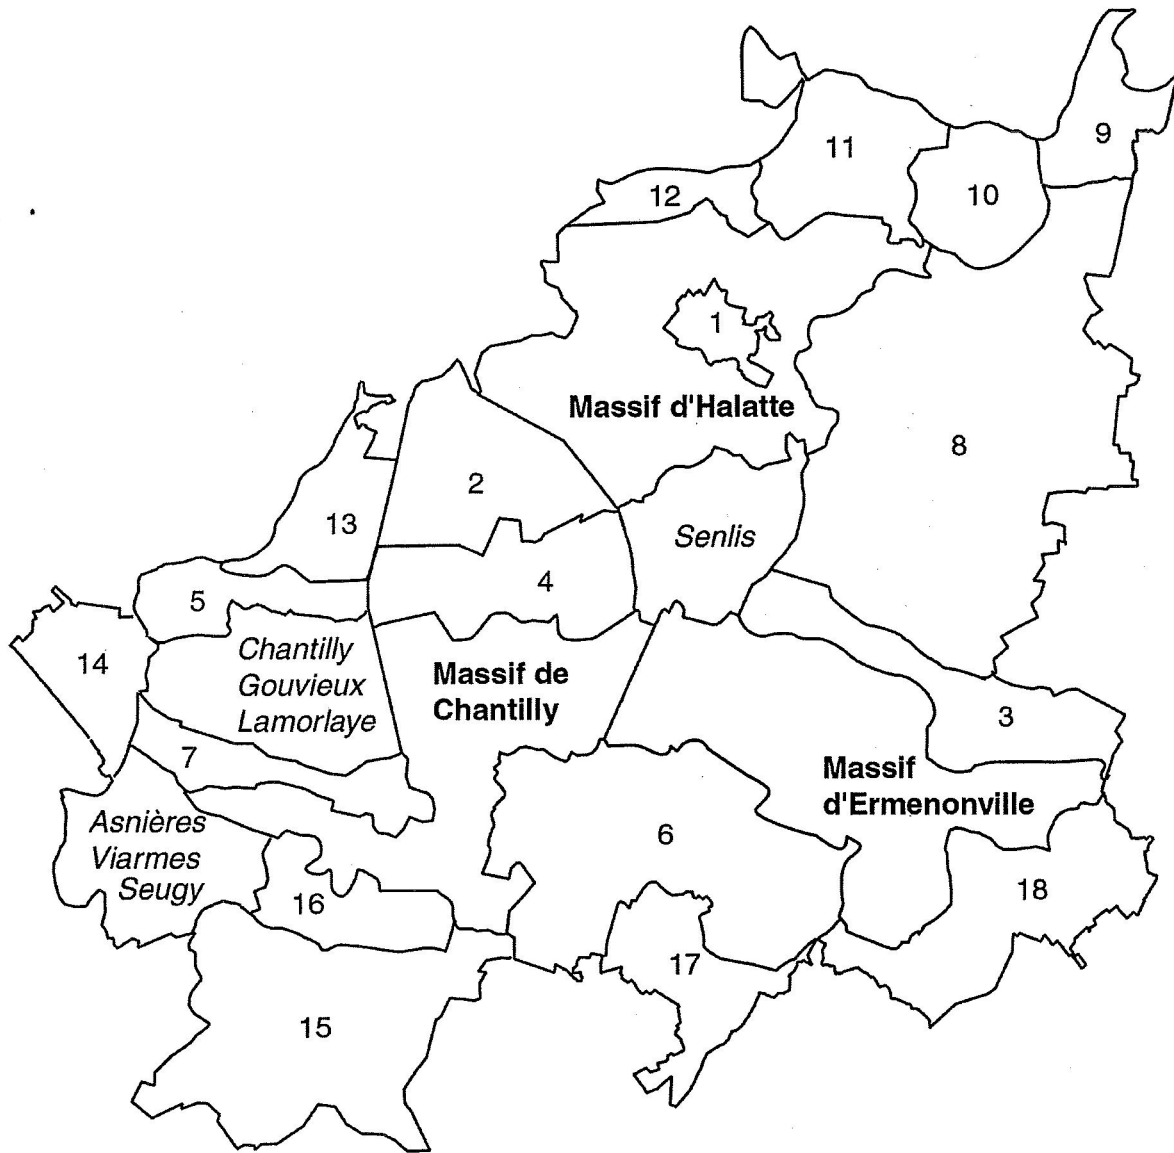 9
11
12
10
1
Massif d'Halatte
8
2
13
Senlis
4
5
Chantilly
Gouvieux
Lamorlaye
14
Massif de
Chantilly
3
7
Massif
d'Ermenonville
Asnières
Viarmes
Seugy
6
16
18
17
15